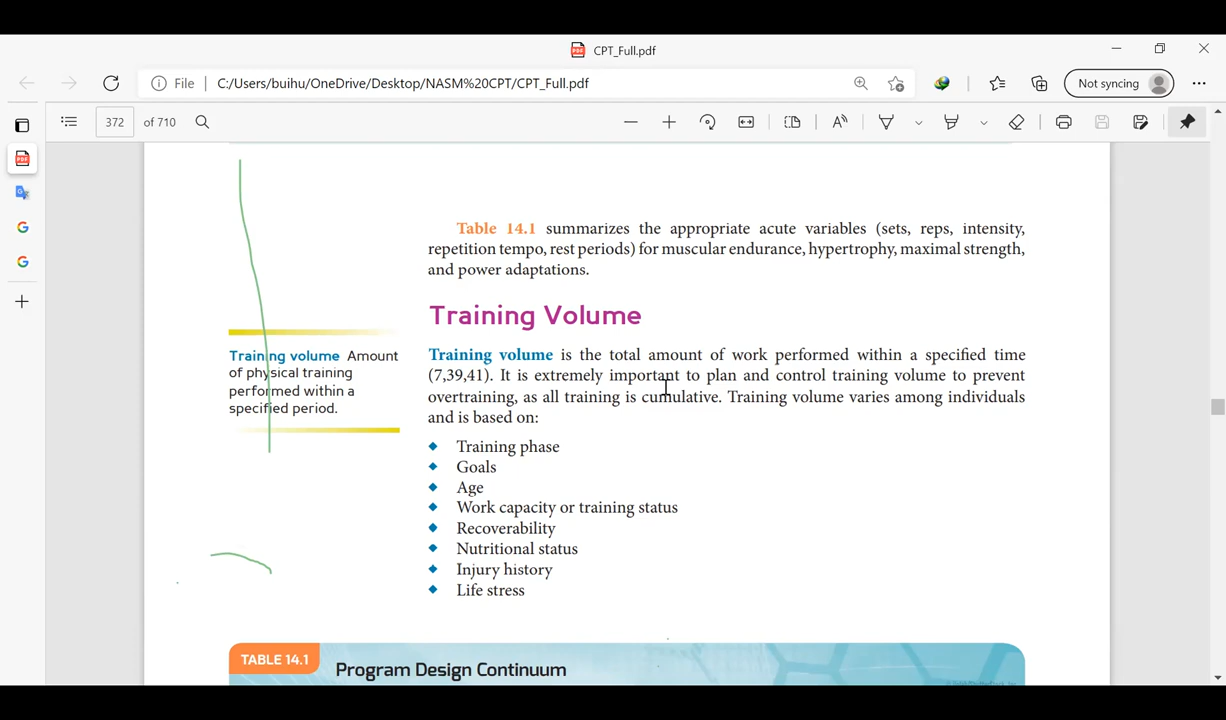 CPT_Full.pdf
File | C:/Users/buihu/OneDrive/Desktop/NASM%20CPT/CPT_Full.pdf
Not syncing
372 of 710
Table 14.1 summarizes the appropriate acute variables (sets, reps, intensity,
repetition tempo, rest periods) for muscular endurance, hypertrophy, maximal strength,
and power adaptations.
Training Volume
Training volume Amount
of physical training
performed within a
specified period.
Training volume is the total amount of work performed within a specified time
(7,39,41). It is extremely important to plan and control training volume to prevent
overtraining, as all training is cumulative. Training volume varies among individuals
and is based on:
Training phase
Goals
Age
Work capacity or training status
Recoverability
Nutritional status
Injury history
Life stress
TABLE 14.1
Program Design Continuum